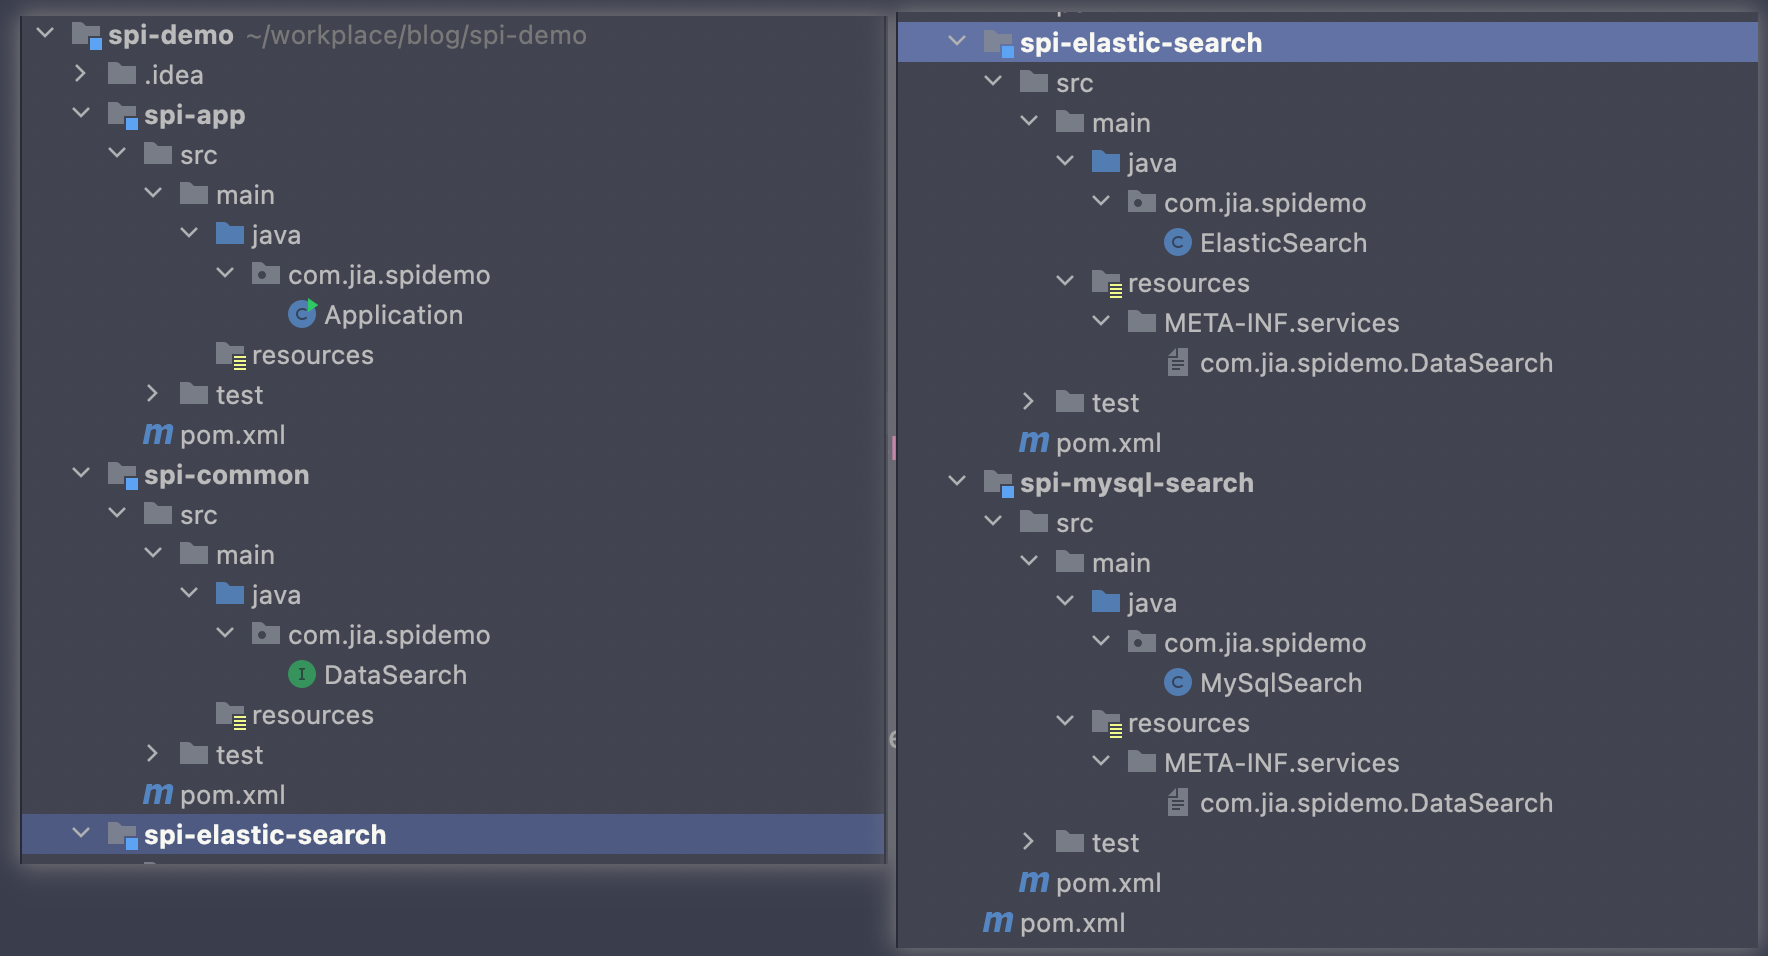 spi-demo ~/workplace/blog/spi-demo
.idea
spi-app
src
main
java
com.jia.spidemo
Application
resources
test
pom.xml
spi-common
src
main
java
com.jia.spidemo
DataSearch
resources
test
pom.xml
spi-elastic-search
spi-elastic-search
src
main
java
com.jia.spidemo
ElasticSearch
resources
META-INF.services
com.jia.spidemo.DataSearch
test
pom.xml
spi-mysql-search
src
main
java
com.jia.spidemo
MySqlSearch
resources
META-INF.services
com.jia.spidemo.DataSearch
test
pom.xml
pom.xml